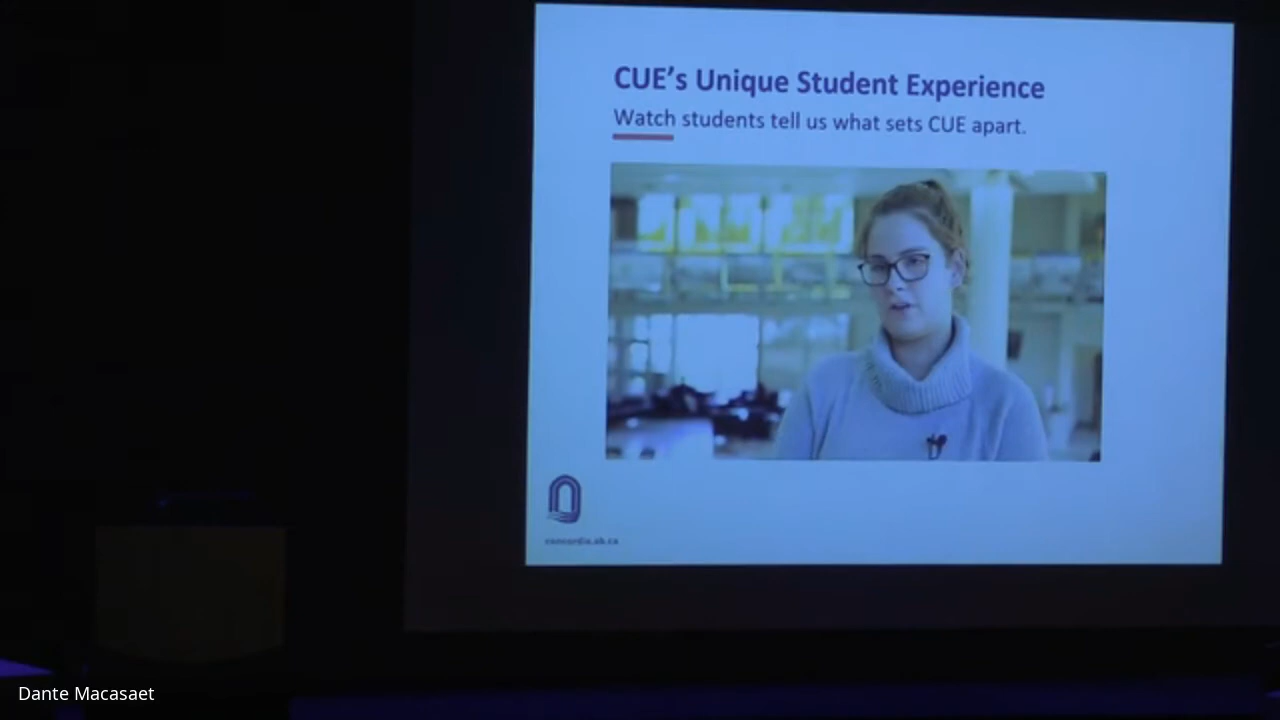 CUE's Unique Student Experience
Watch students tell us what sets CUE apart.
concordia.ab.ca
Dante Macasaet